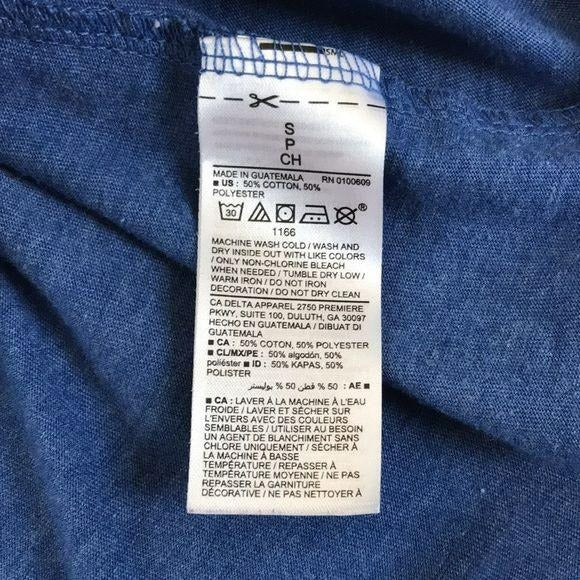 S
P
CH
MADE IN GUATEMALA RN 0100609
■ US : 50% COTTON, 50%
POLYESTER
30 ®
1166
MACHINE WASH COLD / WASH AND
DRY INSIDE OUT WITH LIKE COLORS
/ ONLY NON-CHLORINE BLEACH
WHEN NEEDED / TUMBLE DRY LOW /
WARM IRON / DO NOT IRON
DECORATION / DO NOT DRY CLEAN
CA DELTA APPAREL 2750 PREMIERE
PKWY, SUITE 100, DULUTH, GA 30097
HECHO EN GUATEMALA / DIBUAT DI
GUATEMALA
■ CA : 50% COTON, 50% POLYESTER
■ CL/MX/PE : 50% algodón, 50%
poliéster ■ ID : 50% KAPAS, 50%
POLISTER
■ AE : 50 % قطن 50 % بوليستر
■ CA : LAVER À LA MACHINE À L'EAU
FROIDE / LAVER ET SÉCHER SUR
L'ENVERS AVEC DES COULEURS
SEMBLABLES / UTILISER AU BESOIN
UN AGENT DE BLANCHIMENT SANS
CHLORE UNIQUEMENT / SÉCHER À
LA MACHINE À BASSE
TEMPÉRATURE / REPASSER À BASSE
TEMPÉRATURE / NE PAS
REPASSER LA GARNITURE
DÉCORATIVE / NE PAS NETTOYER À